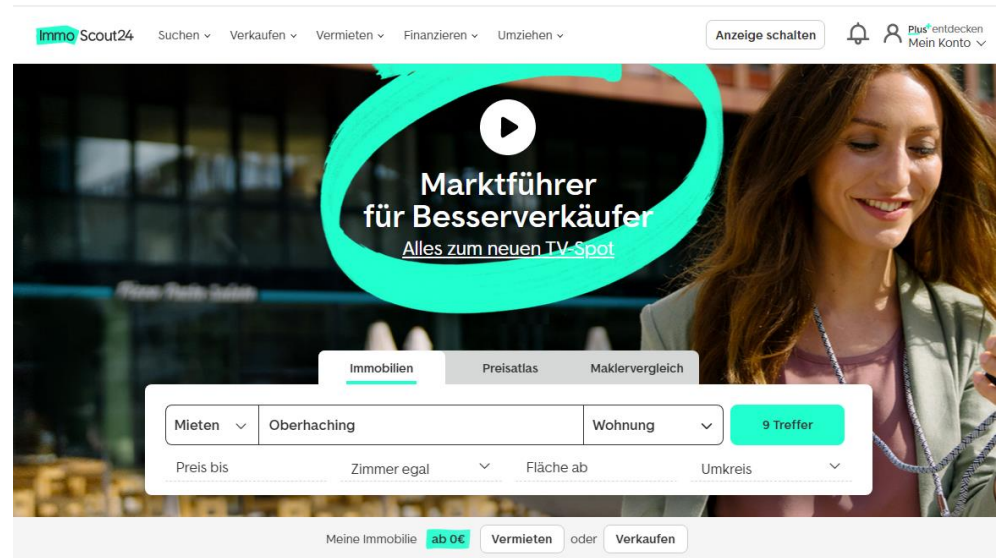 Immo Scout24 Suchen Verkaufen Vermieten Finanzieren Umziehen Anzeige schalten Plus+ entdecken
Mein Konto
Marktführer
für Besserverkäufer
Alles zum neuen TV-Spot
Immobilien Preisatlas Maklervergleich
Mieten Oberhaching Wohnung 9 Treffer
Preis bis Zimmer egal Fläche ab Umkreis
Meine Immobilie ab 0€ Vermieten oder Verkaufen